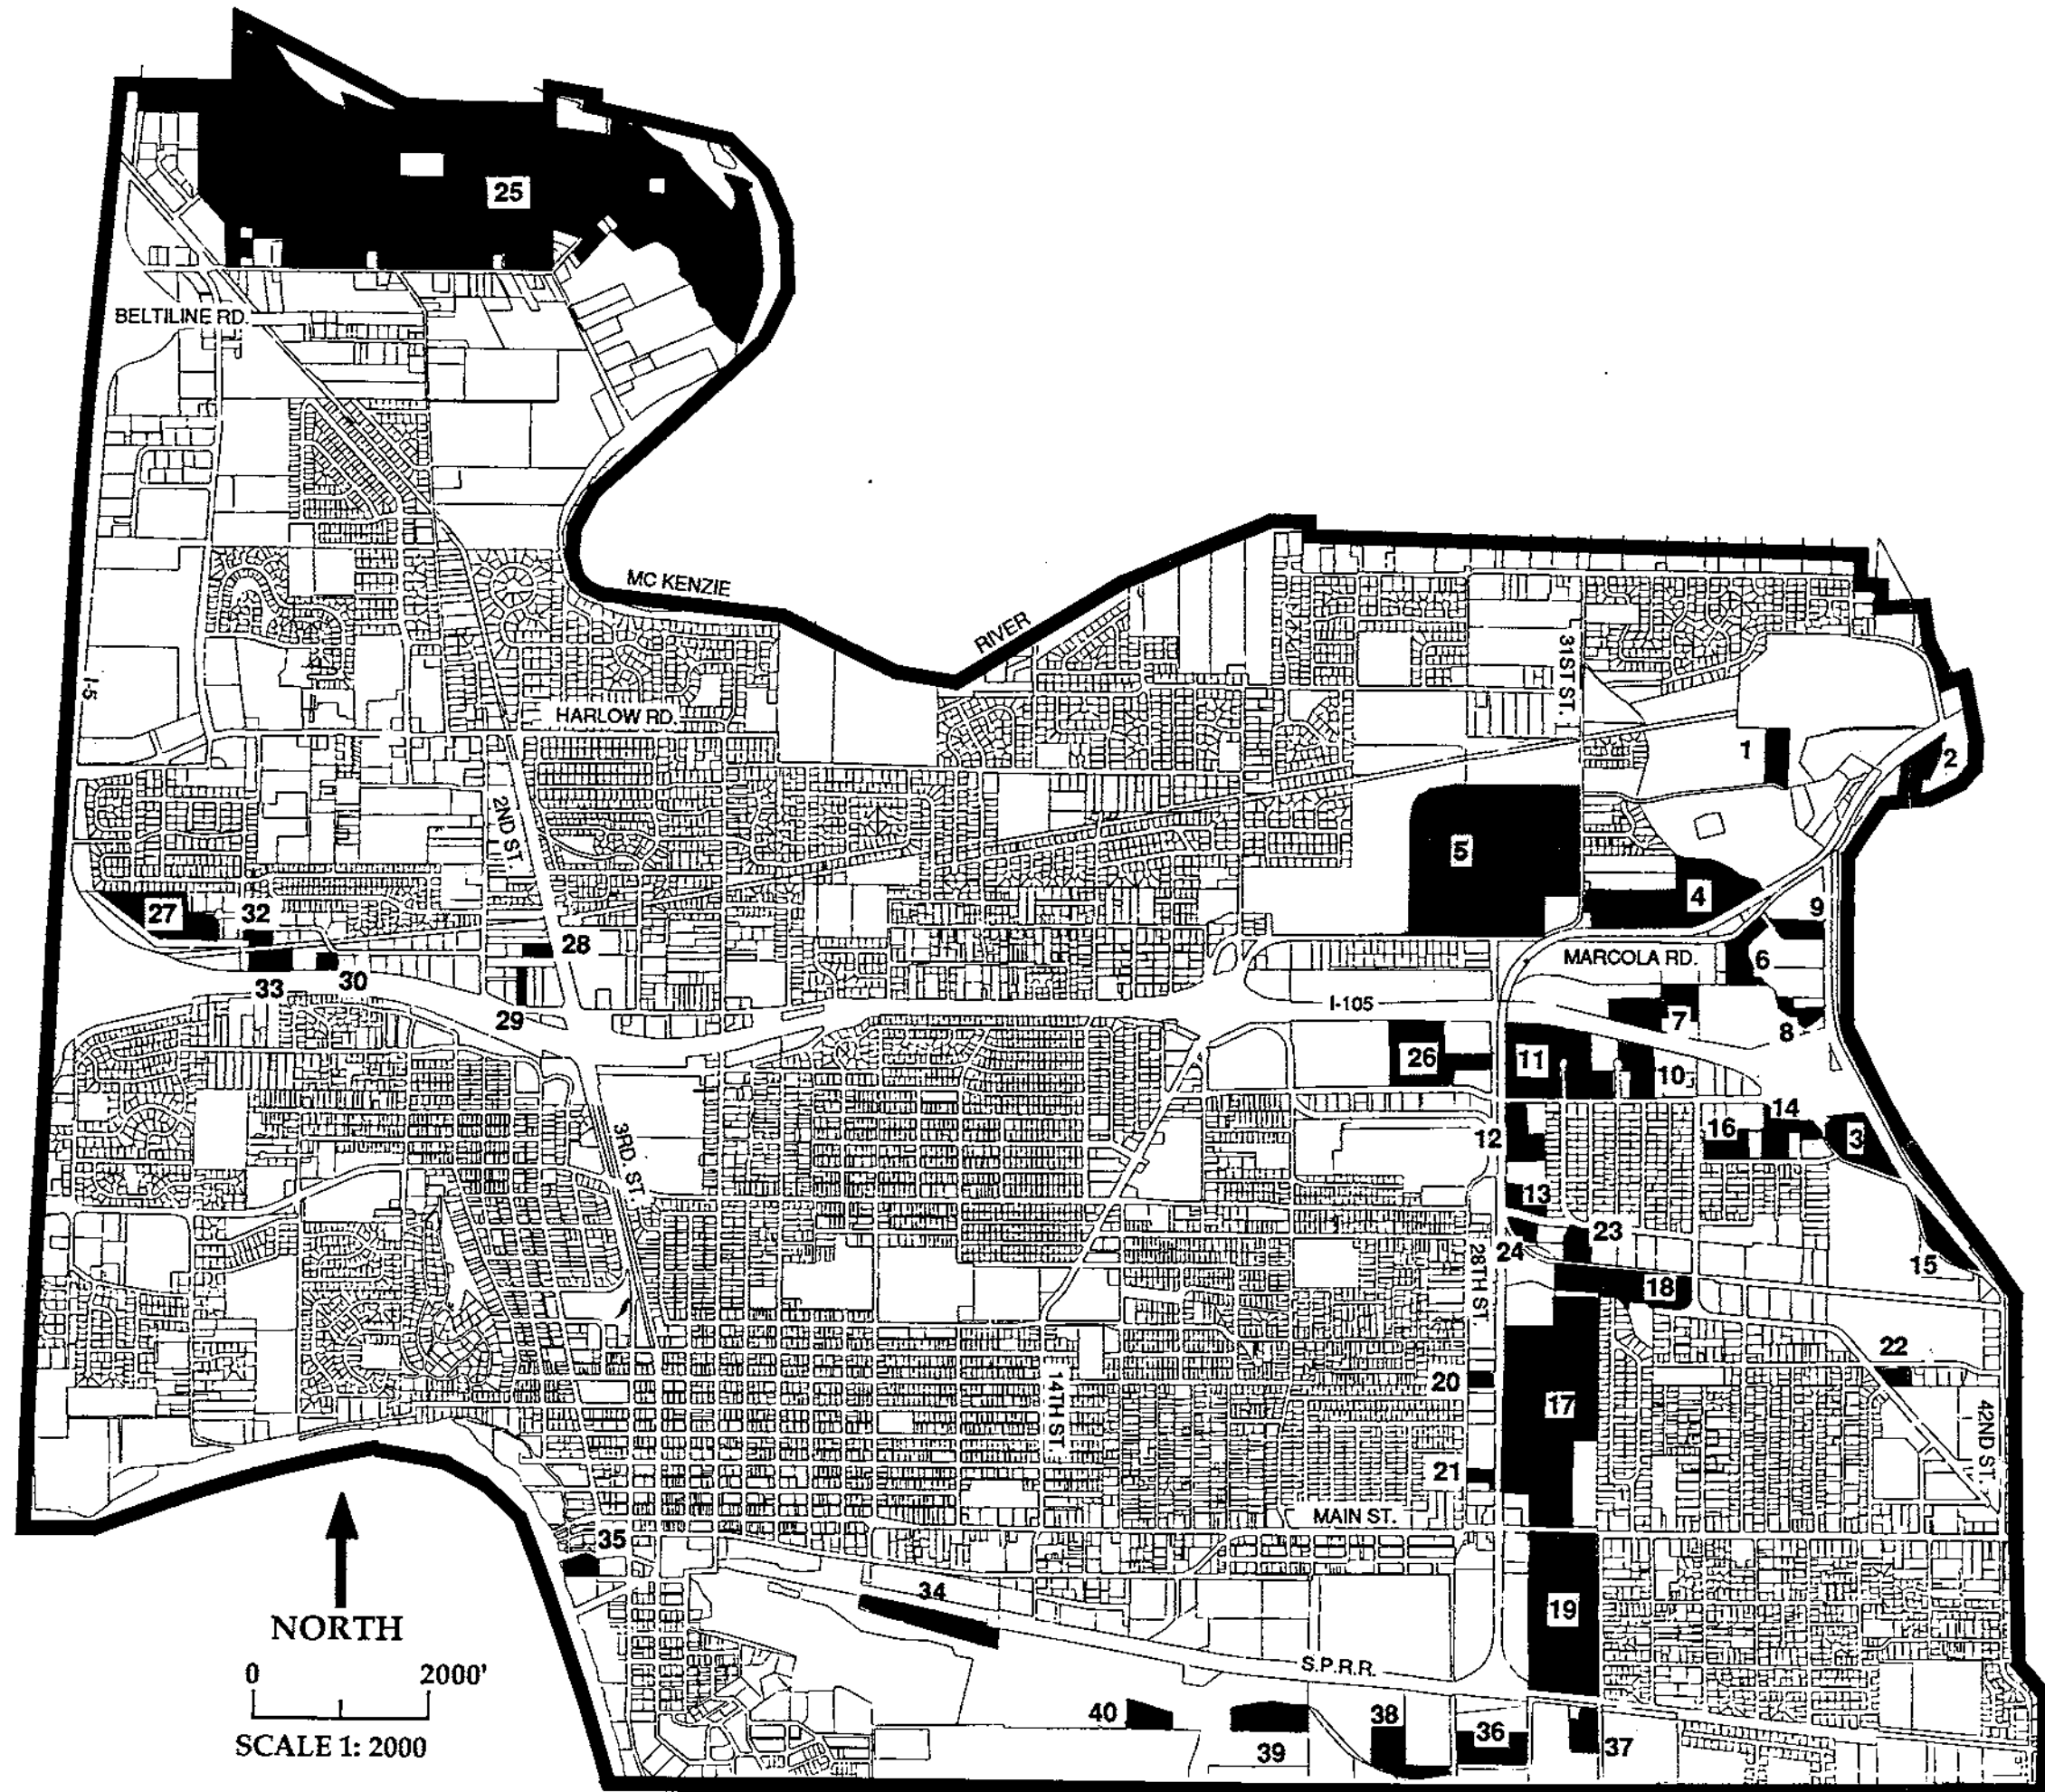 25
BELTILINE RD.
MC KENZIE
RIVER
31ST ST.
I-5
HARLOW RD.
1
2
2ND ST.
5
4
27
32
9
28
MARCOLA RD.
6
33
30
I-105
29
7
8
26
11
10
3RD. ST.
14
12
16
3
13
23
24
28TH ST
15
18
22
14TH ST.
20
17
42ND ST.
21
MAIN ST.
35
34
19
NORTH
S.P.R.R.
0 2000'
40
38
36
39
37
SCALE 1: 2000